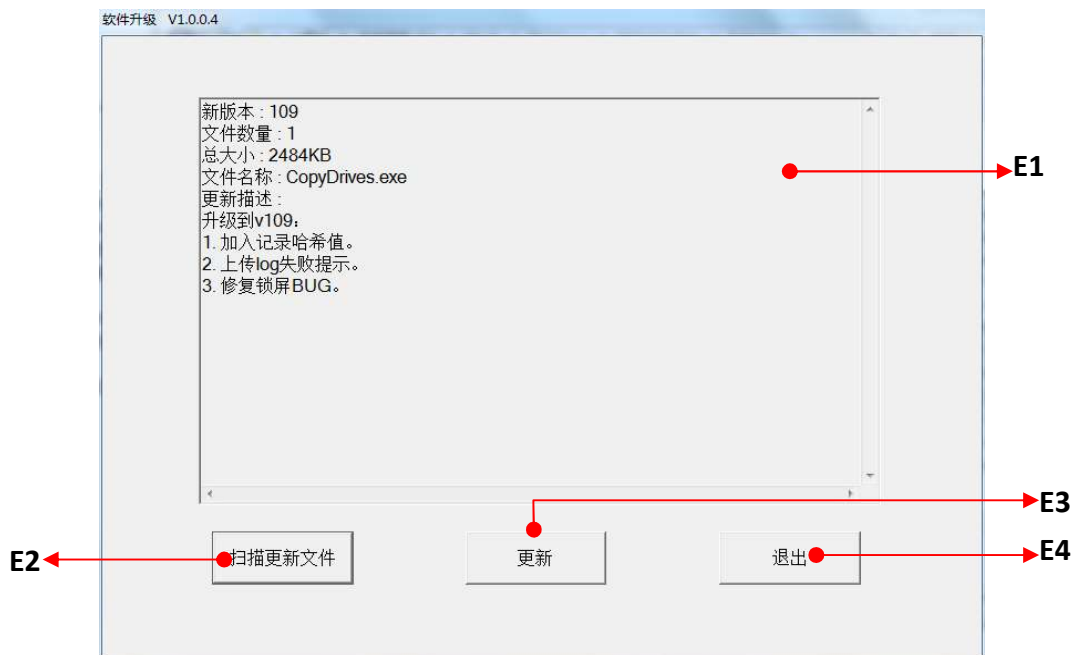 软件升级 V1.0.0.4
新版本 : 109
文件数量 : 1
总大小 : 2484KB
文件名称 : CopyDrives.exe
更新描述 :
升级到v109：
1. 加入记录哈希值。
2. 上传log失败提示。
3. 修复锁屏BUG。
E1
E3
E2
扫描更新文件
更新
退出
E4